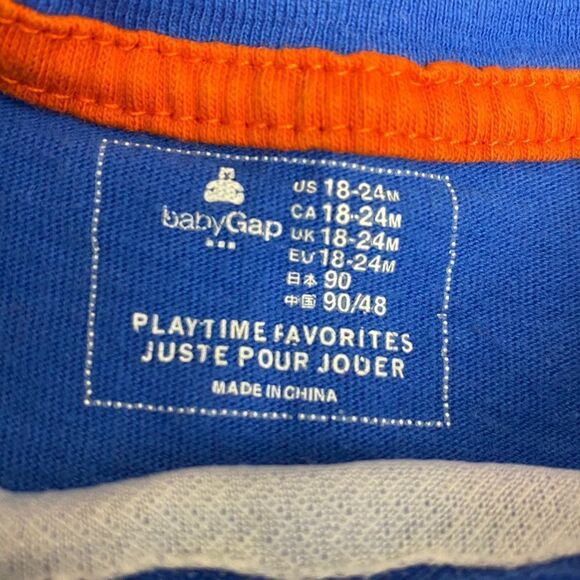 babyGap
US 18-24M
CA 18-24M
UK 18-24M
EU 18-24M
日本 90
中国 90/48
PLAYTIME FAVORITES
JUSTE POUR JOUER
MADE IN CHINA